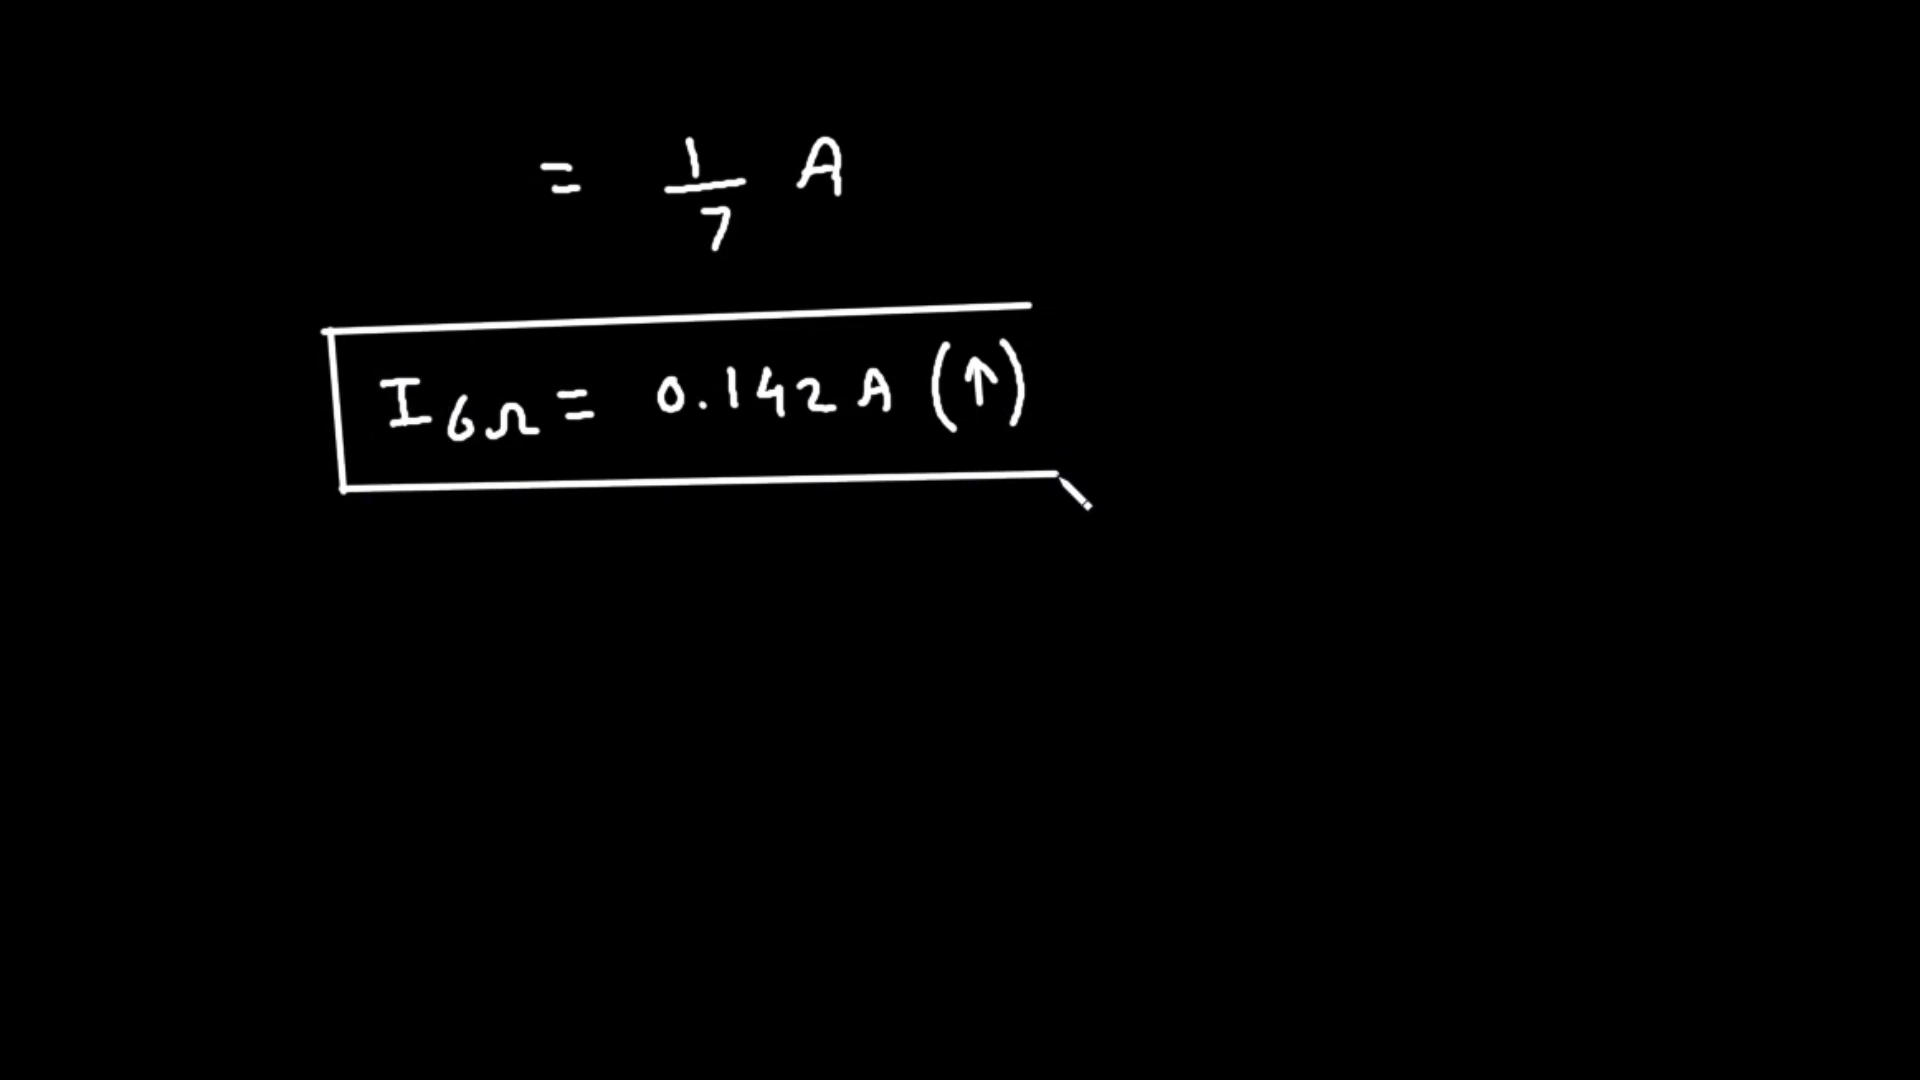 = 1/7 A
I6Ω = 0.142 A (↑)